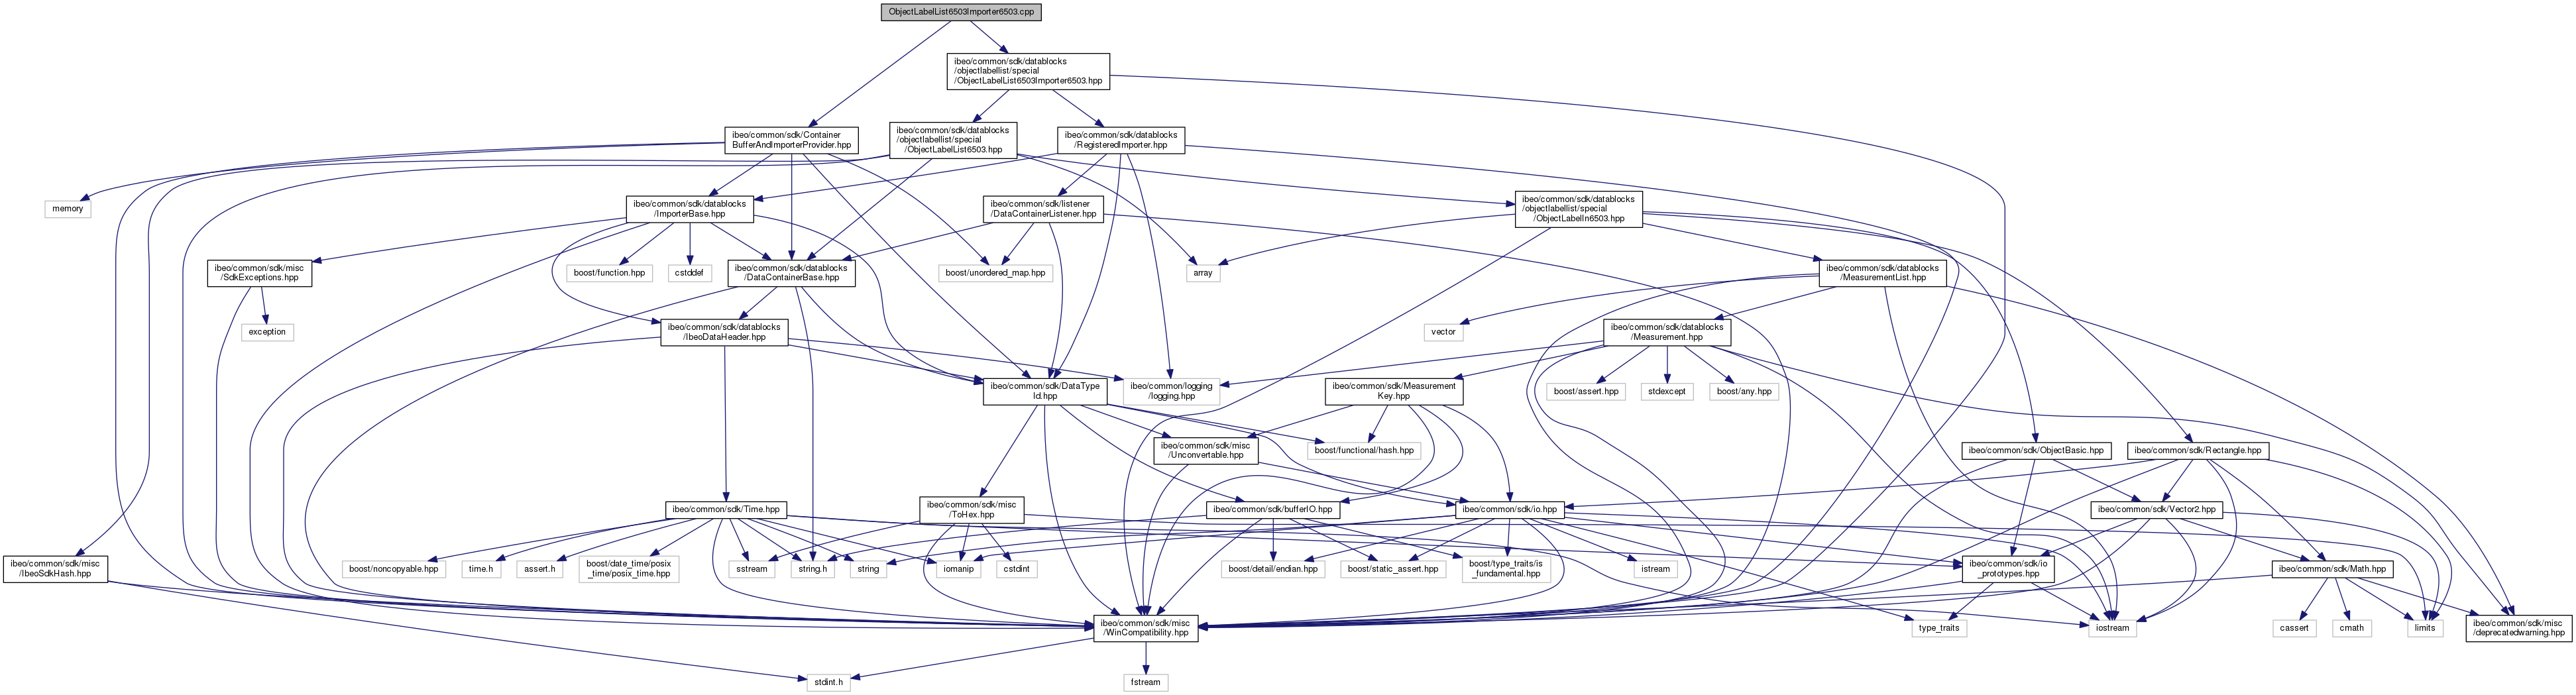 ObjectLabelList6503Importer6503.cpp
ibeo/common/sdk/datablocks
/objectlabellist/special
/ObjectLabelList6503Importer6503.hpp
ibeo/common/sdk/Container
BufferAndImporterProvider.hpp
ibeo/common/sdk/datablocks
/objectlabellist/special
/ObjectLabelList6503.hpp
ibeo/common/sdk/datablocks
/RegisteredImporter.hpp
memory
ibeo/common/sdk/datablocks
/ImporterBase.hpp
ibeo/common/sdk/listener
/DataContainerListener.hpp
ibeo/common/sdk/datablocks
/objectlabellist/special
/ObjectLabelIn6503.hpp
ibeo/common/sdk/misc
/SdkExceptions.hpp
boost/function.hpp
cstddef
ibeo/common/sdk/datablocks
/DataContainerBase.hpp
boost/unordered_map.hpp
array
ibeo/common/sdk/datablocks
/MeasurementList.hpp
exception
ibeo/common/sdk/datablocks
/IbeoDataHeader.hpp
vector
ibeo/common/sdk/datablocks
/Measurement.hpp
ibeo/common/sdk/DataType
Id.hpp
ibeo/common/logging
/logging.hpp
ibeo/common/sdk/Measurement
Key.hpp
boost/assert.hpp
stdexcept
boost/any.hpp
ibeo/common/sdk/misc
/Unconvertable.hpp
boost/functional/hash.hpp
ibeo/common/sdk/ObjectBasic.hpp
ibeo/common/sdk/Rectangle.hpp
ibeo/common/sdk/Time.hpp
ibeo/common/sdk/misc
/ToHex.hpp
ibeo/common/sdk/bufferIO.hpp
ibeo/common/sdk/io.hpp
ibeo/common/sdk/Vector2.hpp
ibeo/common/sdk/misc
/IbeoSdkHash.hpp
boost/noncopyable.hpp
time.h
assert.h
boost/date_time/posix
_time/posix_time.hpp
sstream
string.h
string
iomanip
cstdint
boost/detail/endian.hpp
boost/static_assert.hpp
boost/type_traits/is
_fundamental.hpp
istream
ibeo/common/sdk/io
_prototypes.hpp
ibeo/common/sdk/Math.hpp
ibeo/common/sdk/misc
/WinCompatibility.hpp
type_traits
iostream
cassert
cmath
limits
ibeo/common/sdk/misc
/deprecatedwarning.hpp
stdint.h
fstream